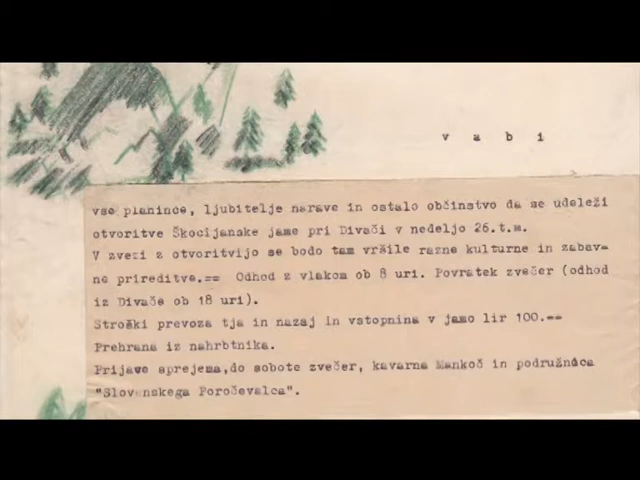 v a b i
vse planince, ljubitelje narave in ostalo občinstvo da se udeleži
otvoritve Škocijanske jame pri Divači v nedeljo 26.t.m.
V zvezi z otvoritvijo se bodo tam vršile razne kulturne in zabav=
ne prireditve.== Odhod z vlakom ob 8 uri. Povratek zvečer (odhod
iz Divače ob 18 uri).
Stroški prevoza tja in nazaj in vstopnina v jamo lir 100.==
Prehrana iz nahrbtnika.
Prijave sprejema,do sobote zvečer, kavarna Mankoč in podružnica
"Slovenskega Poročevalca".